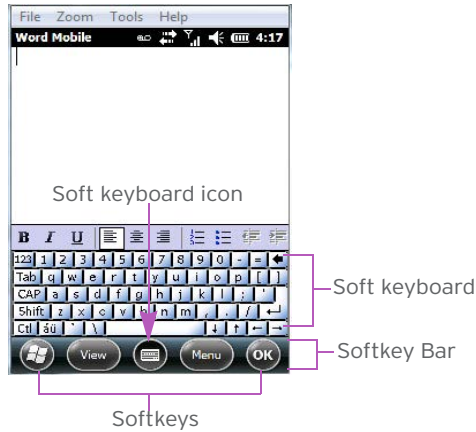 File Zoom Tools Help
Word Mobile 4:17
Soft keyboard icon
B I U
123 1 2 3 4 5 6 7 8 9 0 - =
Tab q w e r t y u i o p [ ]
CAP a s d f g h j k l ; '
Shift z x c v b n m , . /
Ctl áü ` \
Soft keyboard
View Menu OK
Softkey Bar
Softkeys